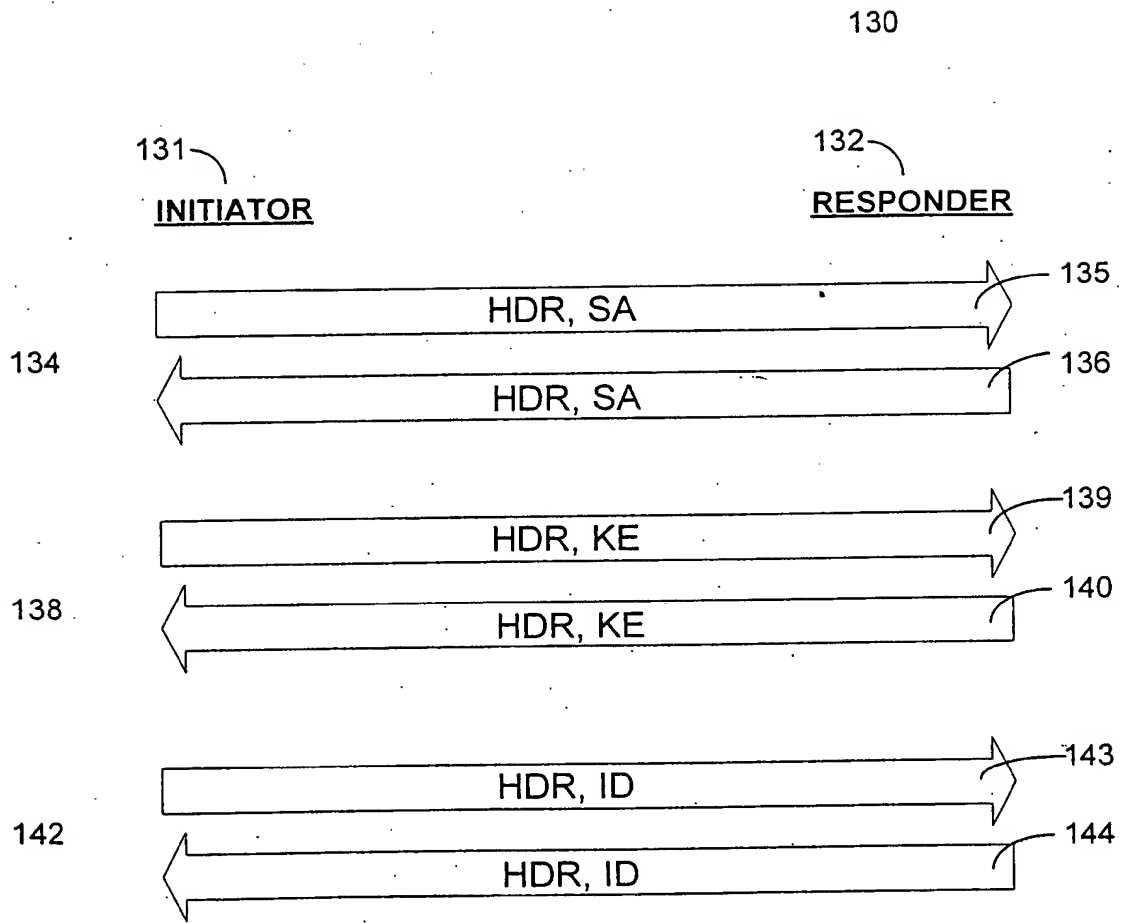 130
131
132
INITIATOR
RESPONDER
HDR, SA
135
134
HDR, SA
136
HDR, KE
139
138
HDR, KE
140
HDR, ID
143
142
HDR, ID
144